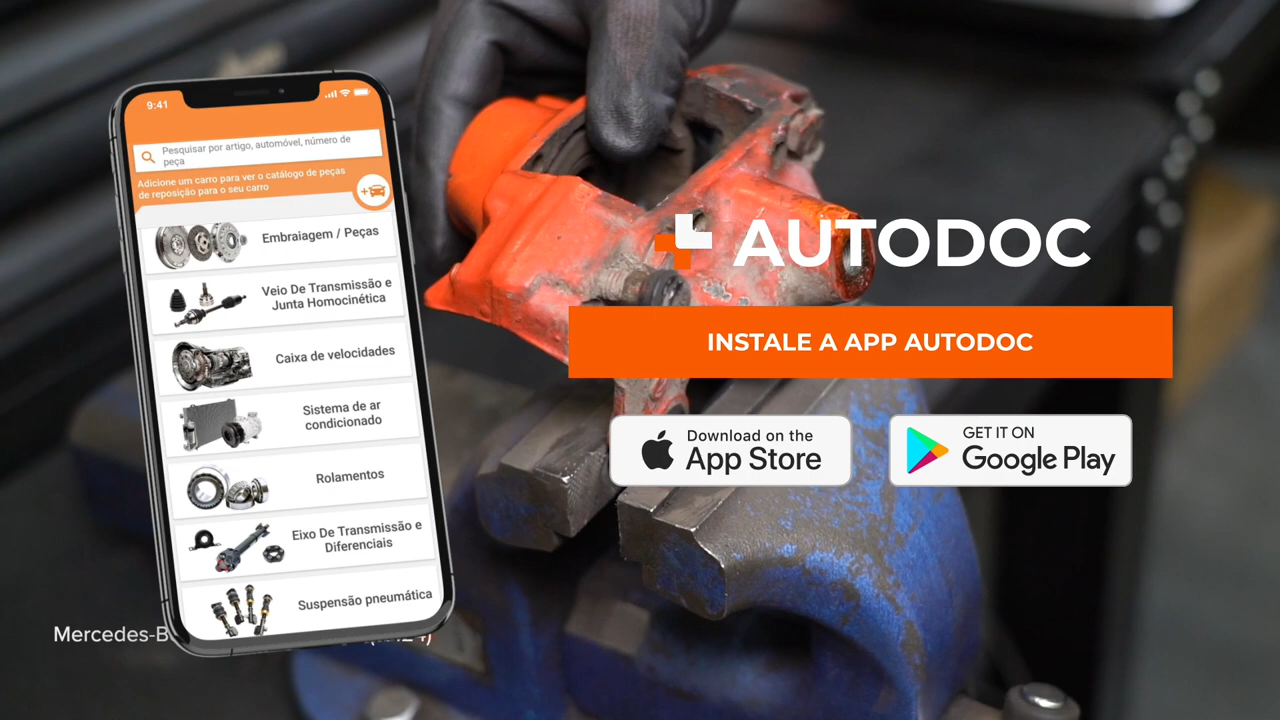 9:41
Pesquisar por artigo, automóvel, número de
peça
Adicione um carro para ver o catálogo de peças
de reposição para o seu carro
Embraiagem / Peças
Veio De Transmissão e
Junta Homocinética
Caixa de velocidades
Sistema de ar
condicionado
Rolamentos
Eixo De Transmissão e
Diferenciais
Suspensão pneumática
AUTODOC
INSTALE A APP AUTODOC
Download on the
App Store
GET IT ON
Google Play
Mercedes-B